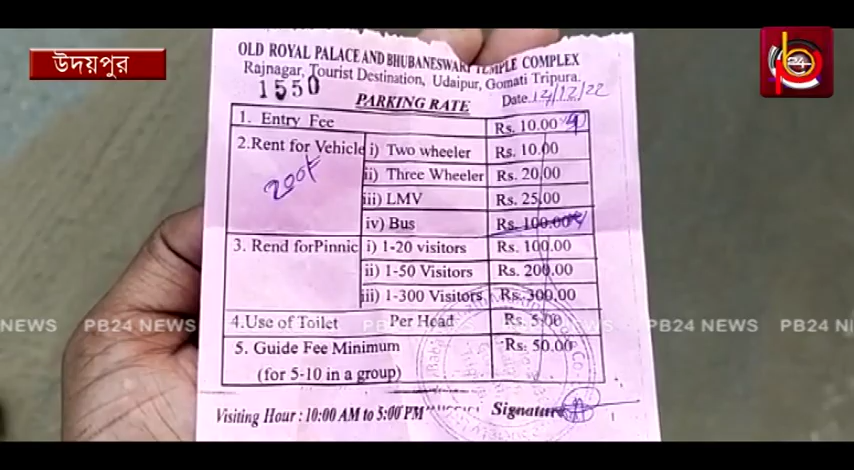 উদয়পুর
24
OLD ROYAL PALACE AND BHUBANESWARI TEMPLE COMPLEX
Rajnagar, Tourist Destination, Udaipur, Gomati Tripura.
1550
PARKING RATE
Date.14/12/22
1. Entry Fee Rs. 10.00
2.Rent for Vehicle i) Two wheeler Rs. 10.00
ii) Three Wheeler Rs. 20.00
iii) LMV Rs. 25.00
iv) Bus Rs. 100.00
3. Rend forPinnic i) 1-20 visitors Rs. 100.00
ii) 1-50 Visitors Rs. 200.00
iii) 1-300 Visitors Rs. 300.00
4.Use of Toilet Per Head Rs. 5.00
5. Guide Fee Minimum Rs. 50.00
(for 5-10 in a group)
Visiting Hour : 10:00 AM to 5:00 PM Signature
NEWS PB24 NEWS PB24 NEWS PB24 NEWS